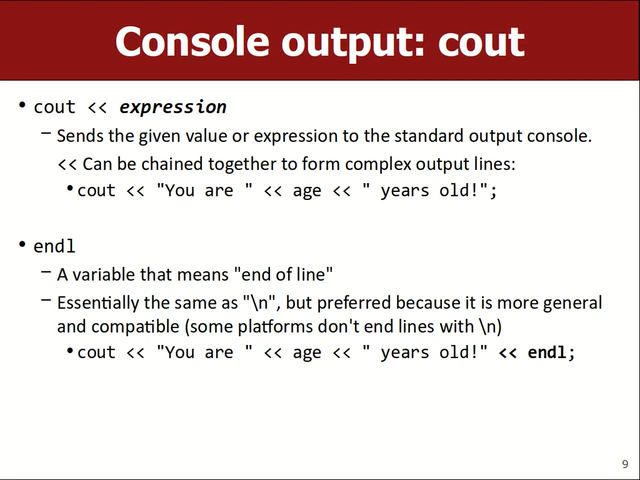 Console output: cout
• cout << expression
– Sends the given value or expression to the standard output console.
<< Can be chained together to form complex output lines:
• cout << "You are " << age << " years old!";
• endl
– A variable that means "end of line"
– Essentially the same as "\n", but preferred because it is more general
and compatible (some platforms don't end lines with \n)
• cout << "You are " << age << " years old!" << endl;
9